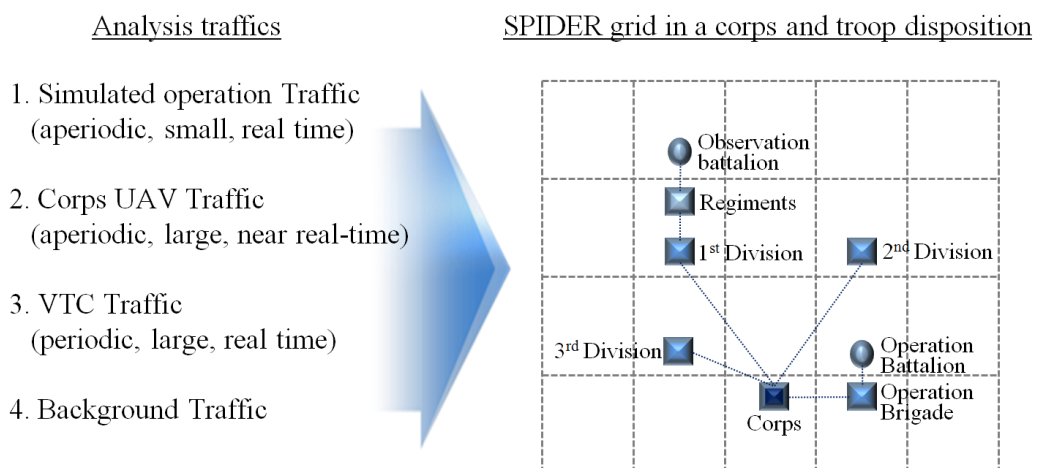 Analysis traffics
1. Simulated operation Traffic
(aperiodic, small, real time)
2. Corps UAV Traffic
(aperiodic, large, near real-time)
3. VTC Traffic
(periodic, large, real time)
4. Background Traffic
SPIDER grid in a corps and troop disposition
Observation
battalion
Regiments
1st Division
2nd Division
3rd Division
Operation
Battalion
Operation
Brigade
Corps